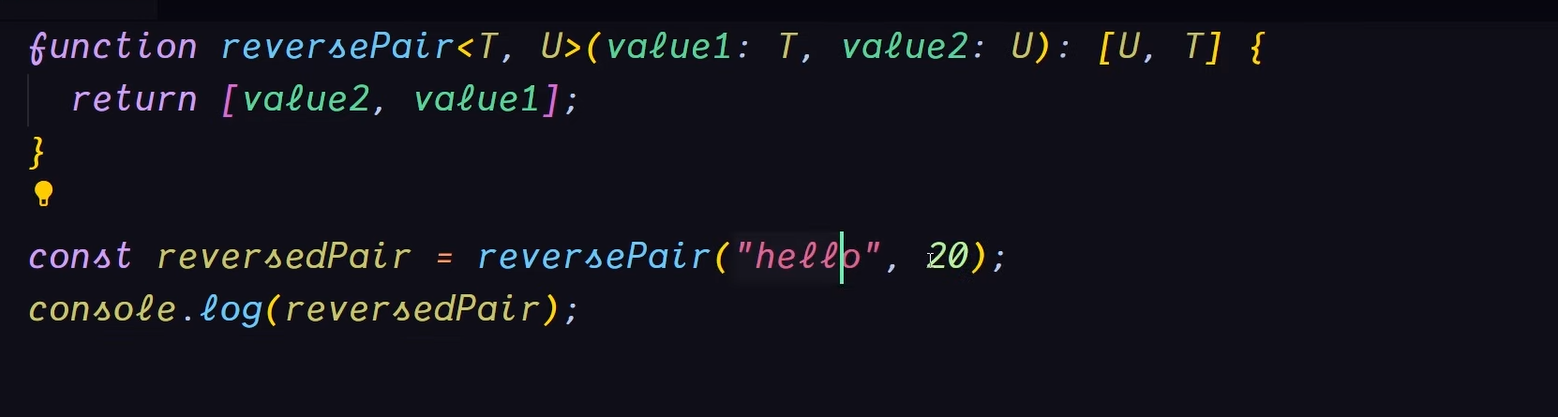 function reversePair<T, U>(value1: T, value2: U): [U, T] {
  return [value2, value1];
}
const reversedPair = reversePair("hello", 20);
console.log(reversedPair);